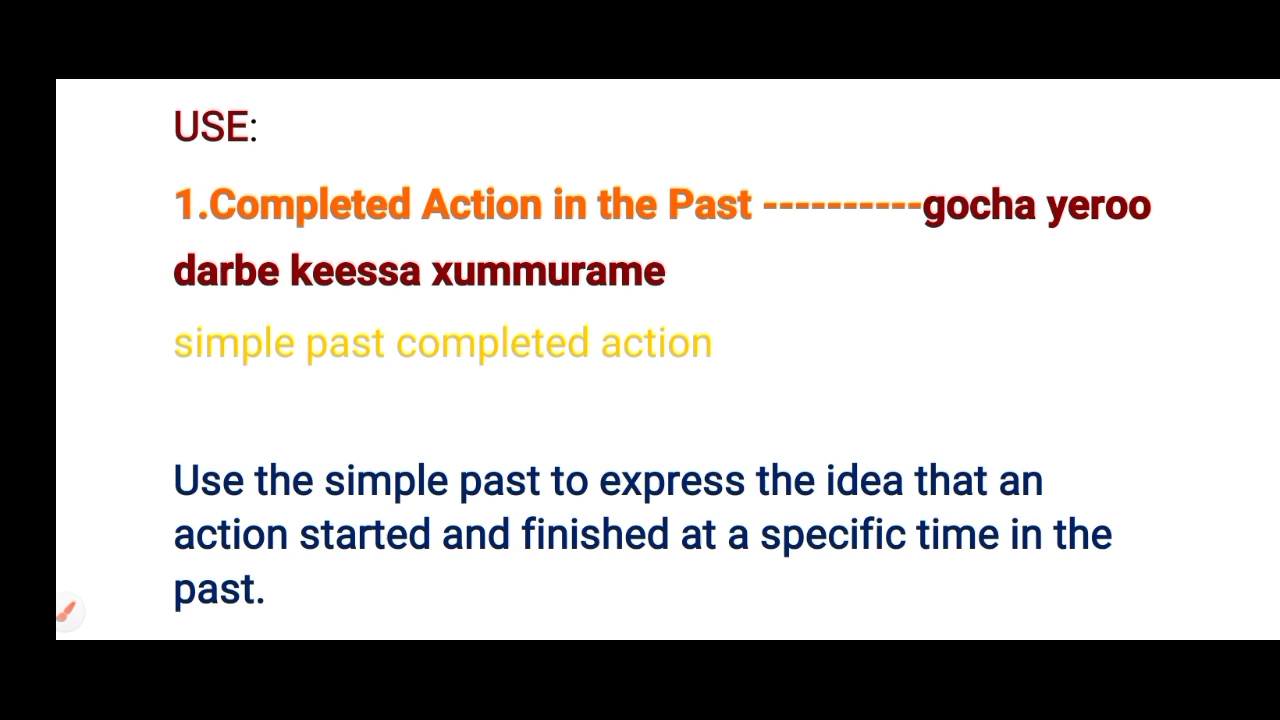 USE:
1.Completed Action in the Past ----------gocha yeroo
darbe keessa xummurame
simple past completed action
Use the simple past to express the idea that an
action started and finished at a specific time in the
past.